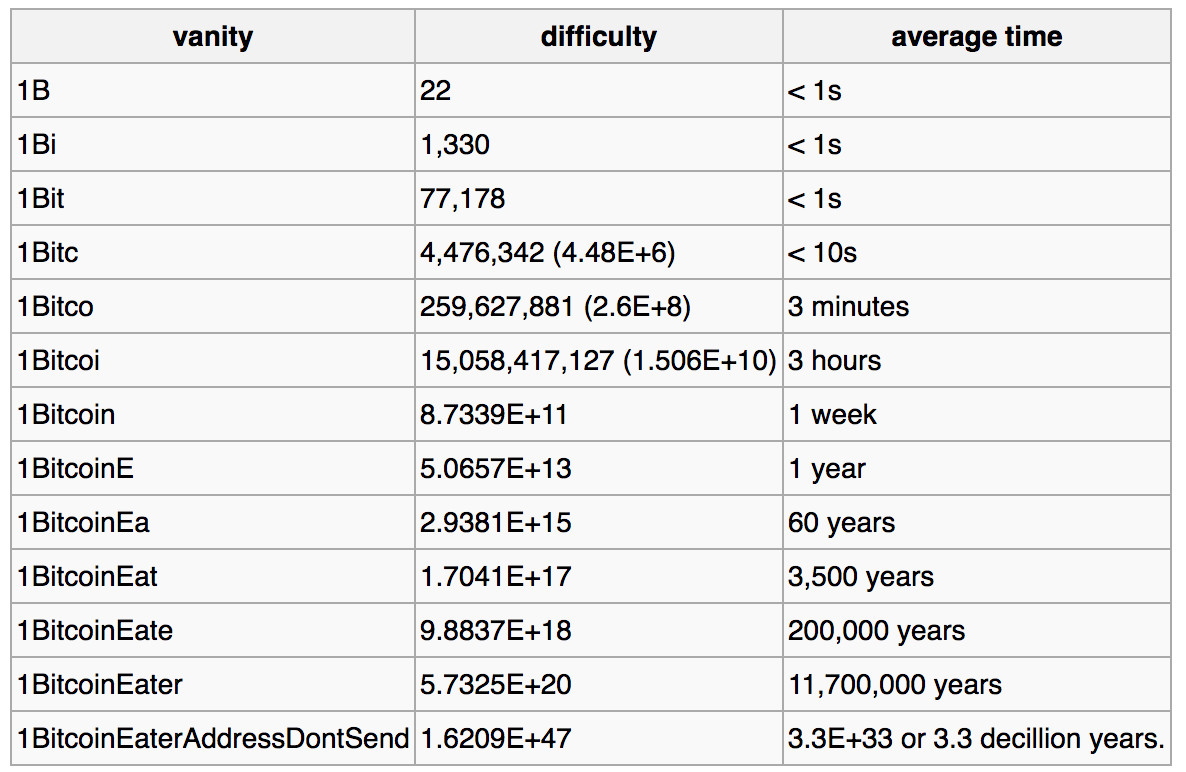 vanity difficulty average time
1B 22 < 1s
1Bi 1,330 < 1s
1Bit 77,178 < 1s
1Bitc 4,476,342 (4.48E+6) < 10s
1Bitco 259,627,881 (2.6E+8) 3 minutes
1Bitcoi 15,058,417,127 (1.506E+10) 3 hours
1Bitcoin 8.7339E+11 1 week
1BitcoinE 5.0657E+13 1 year
1BitcoinEa 2.9381E+15 60 years
1BitcoinEat 1.7041E+17 3,500 years
1BitcoinEate 9.8837E+18 200,000 years
1BitcoinEater 5.7325E+20 11,700,000 years
1BitcoinEaterAddressDontSend 1.6209E+47 3.3E+33 or 3.3 decillion years.